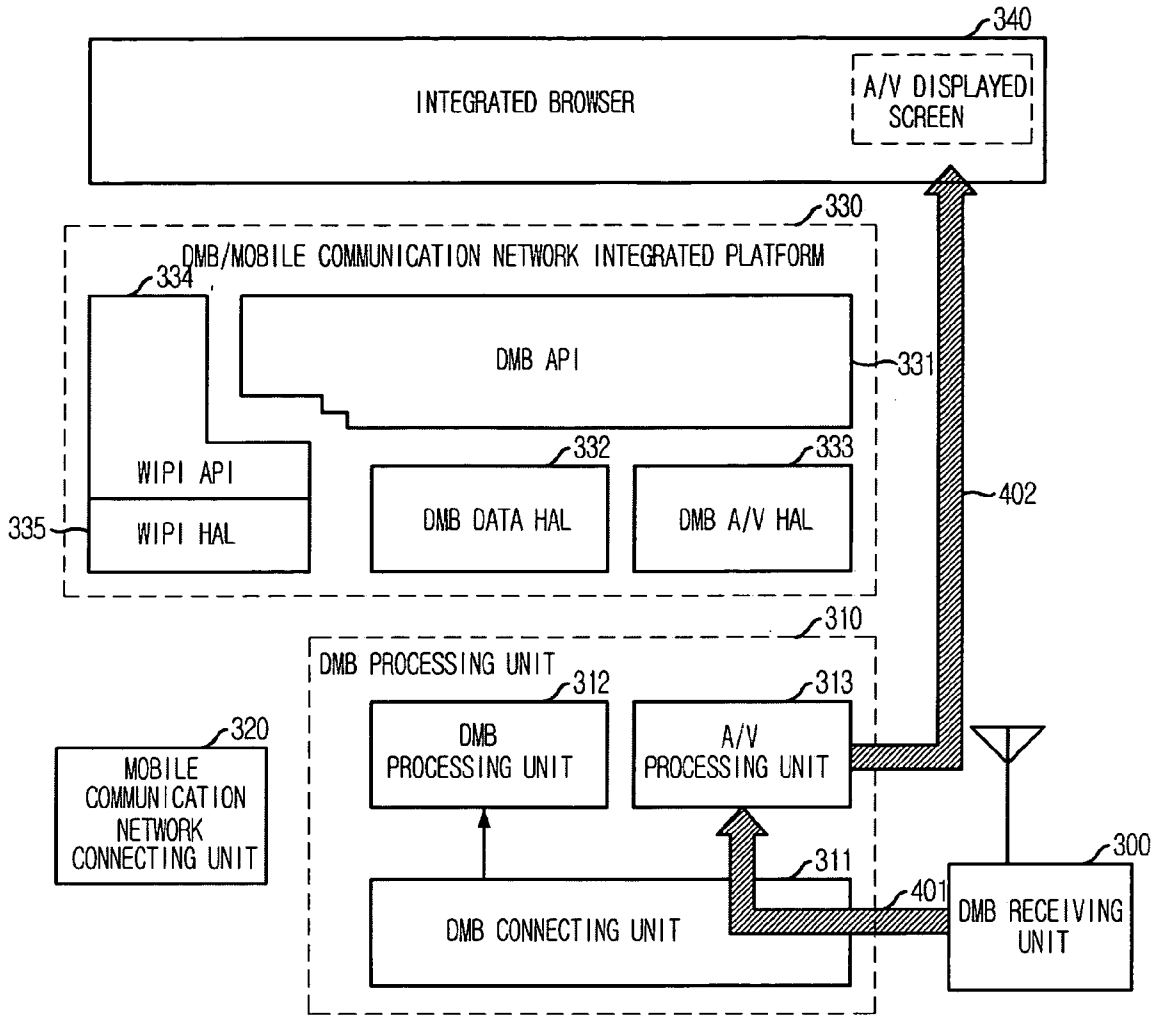 340
INTEGRATED BROWSER
A/V DISPLAYED
SCREEN
330
DMB/MOBILE COMMUNICATION NETWORK INTEGRATED PLATFORM
334
DMB API
331
332
333
WIPI API
402
335
WIPI HAL
DMB DATA HAL
DMB A/V HAL
310
DMB PROCESSING UNIT
312
313
320
DMB
PROCESSING UNIT
A/V
PROCESSING UNIT
MOBILE
COMMUNICATION
NETWORK
CONNECTING UNIT
311
300
401
DMB CONNECTING UNIT
DMB RECEIVING
UNIT